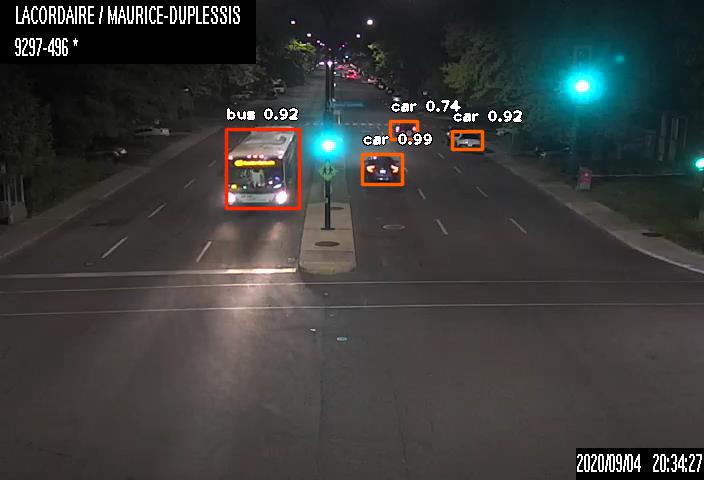 LACORDAIRE / MAURICE-DUPLESSIS
9297-496 *
bus 0.92
car 0.74
car 0.92
car 0.99
2020/09/04 20:34:27